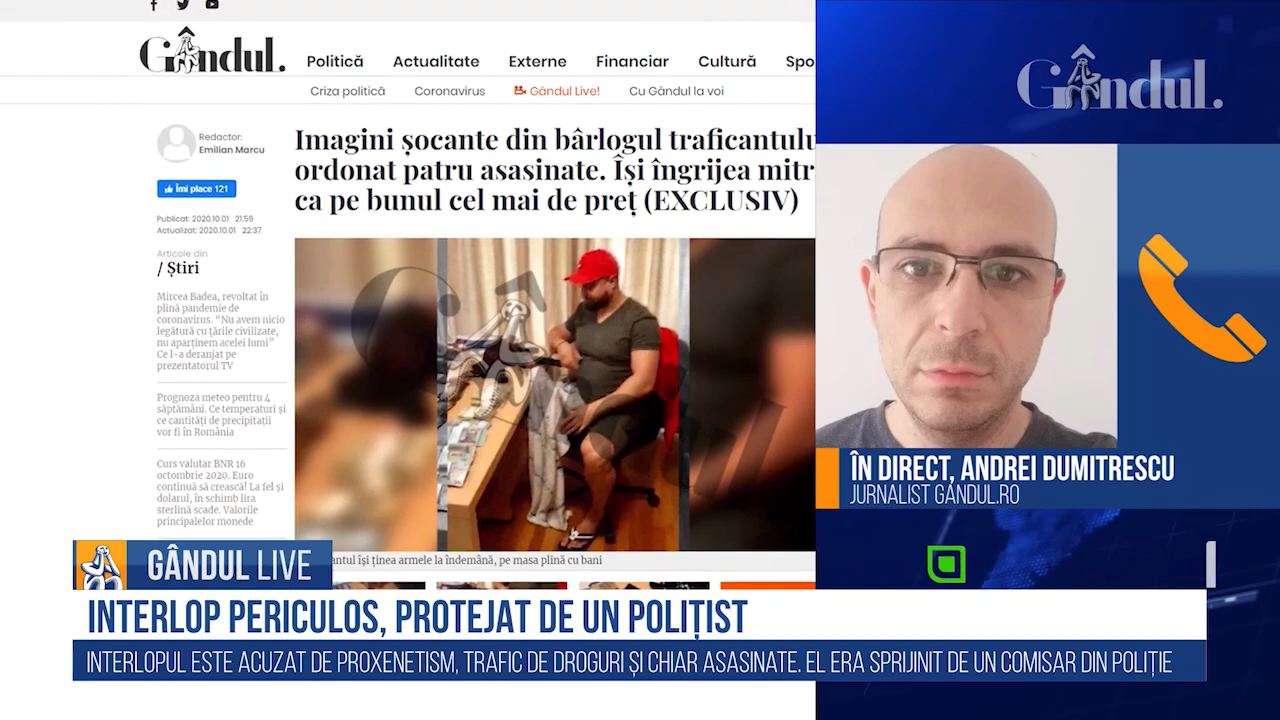 Gândul.
Politică Actualitate Externe Financiar Cultură
Criza politică Coronavirus Gândul Live! Cu Gândul la voi
Redactor:
Emilian Marcu
Îmi place 121
Publicat: 2020.10.01 21:59
Actualizat: 2020.10.01 22:37
Articole din
/ Știri
Mircea Badea, revoltat în
plină pandemie de
coronavirus. “Nu avem nicio
legătură cu țările civilizate,
nu aparținem acelei lumi”
Ce l-a deranjat pe
prezentatorul TV
Prognoza meteo pentru 4
săptămâni. Ce temperaturi și
ce cantități de precipitații
vor fi în România
Curs valutar BNR 16
octombrie 2020. Euro
continuă să crească! La fel și
dolarul, în schimb lira
sterlină scade. Valorile
principalelor monede
Imagini șocante din bârlogul
ordonat patru asasinate. Își îngrijea
ca pe bunul cel mai de preț (EXCLUSIV)
Gândul
își ținea armele la îndemână, pe masa plină cu bani
Gândul.
ÎN DIRECT, ANDREI DUMITRESCU
JURNALIST GÂNDUL.RO
GÂNDUL LIVE
INTERLOP PERICULOS, PROTEJAT DE UN POLIȚIST
INTERLOPUL ESTE ACUZAT DE PROXENETISM, TRAFIC DE DROGURI ȘI CHIAR ASASINATE. EL ERA SPRIJINIT DE UN COMISAR DIN POLIȚIE